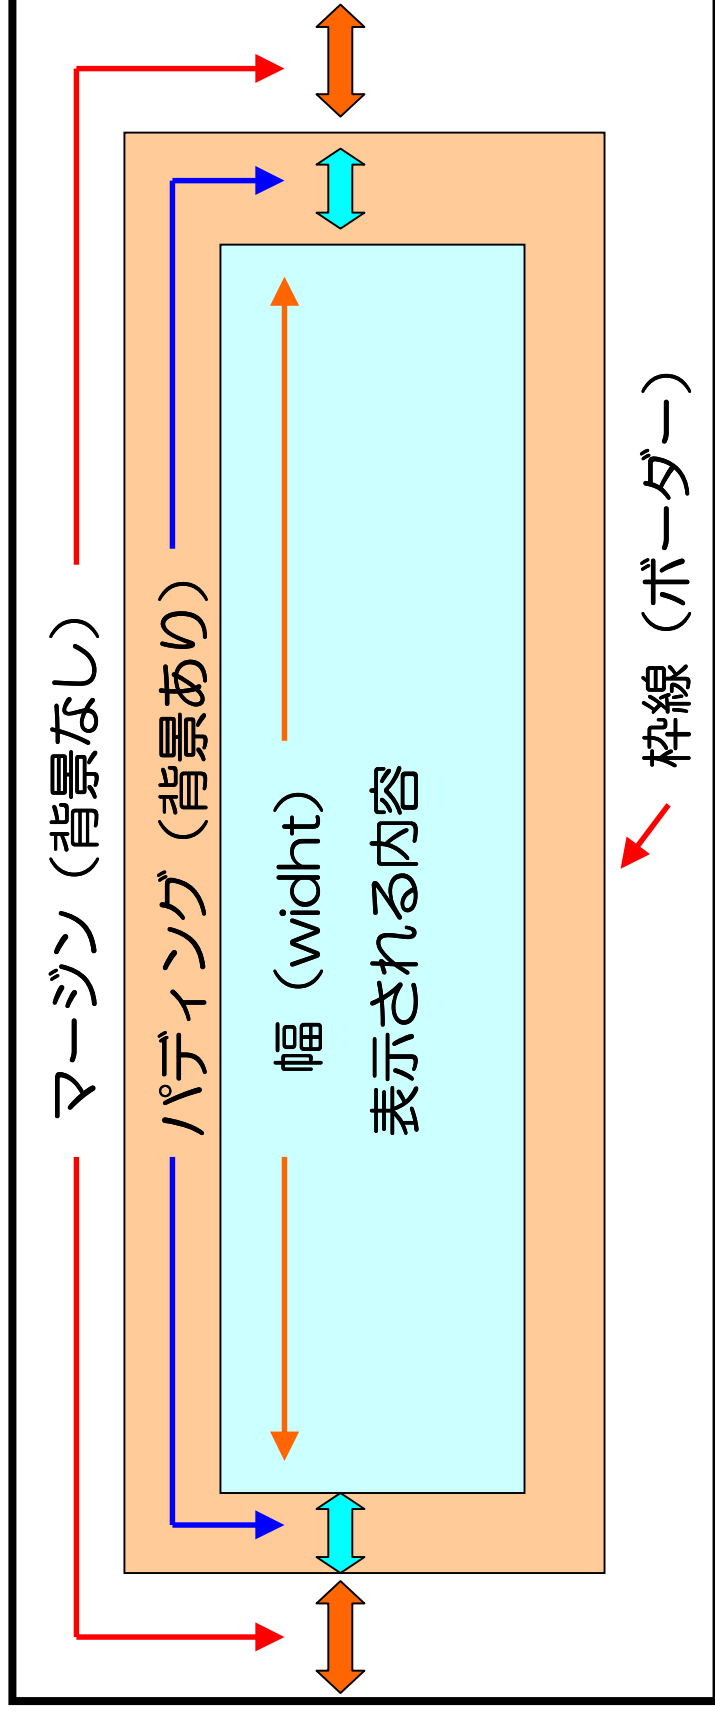 マージン（背景なし）
パディング（背景あり）
幅（widht）
表示される内容
枠線（ボーダー）